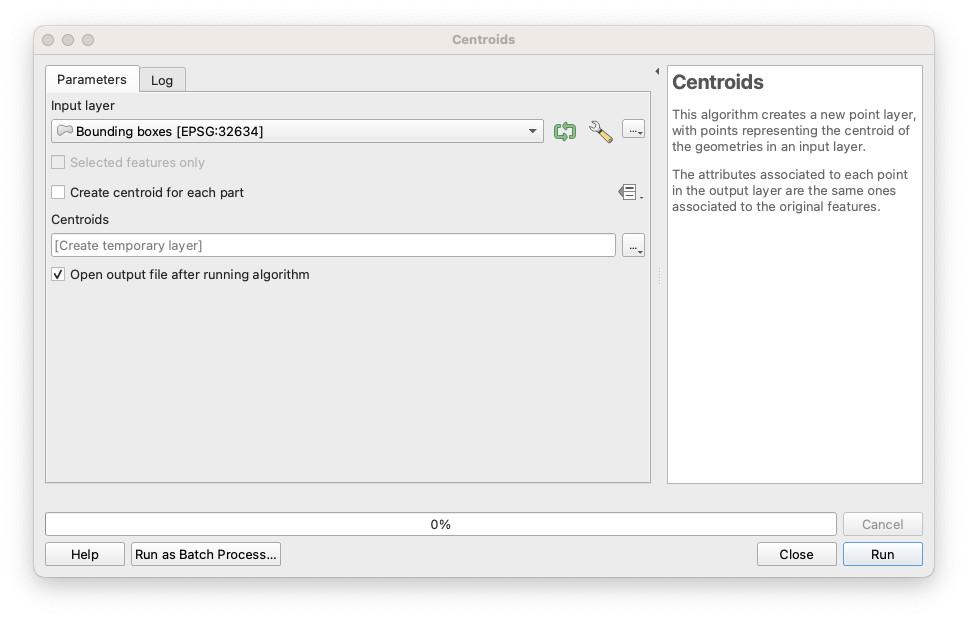 Centroids
Parameters
Log
Input layer
Bounding boxes [EPSG:32634]
...
Selected features only
Create centroid for each part
Centroids
[Create temporary layer]
...
Open output file after running algorithm
Centroids
This algorithm creates a new point layer,
with points representing the centroid of
the geometries in an input layer.
The attributes associated to each point
in the output layer are the same ones
associated to the original features.
0%
Cancel
Help
Run as Batch Process...
Close
Run